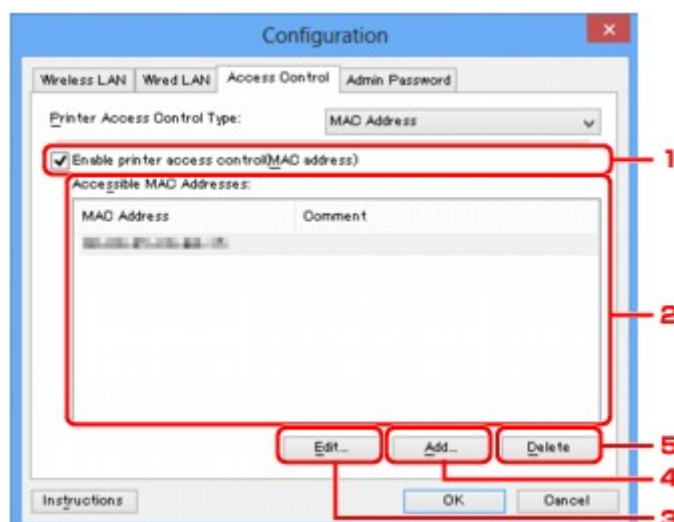 Configuration
Wireless LAN Wired LAN Access Control Admin Password
Printer Access Control Type: MAC Address
Enable printer access control(MAC address) 1
Accessible MAC Addresses:
MAC Address Comment
2
Edit... Add... Delete 5
4
Instructions OK Cancel
3